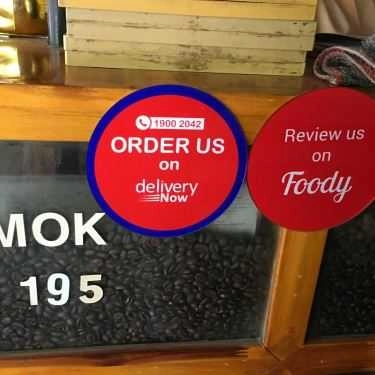 1900 2042
ORDER US
on
delivery
Now
Review us
on
Foody
MOK
195